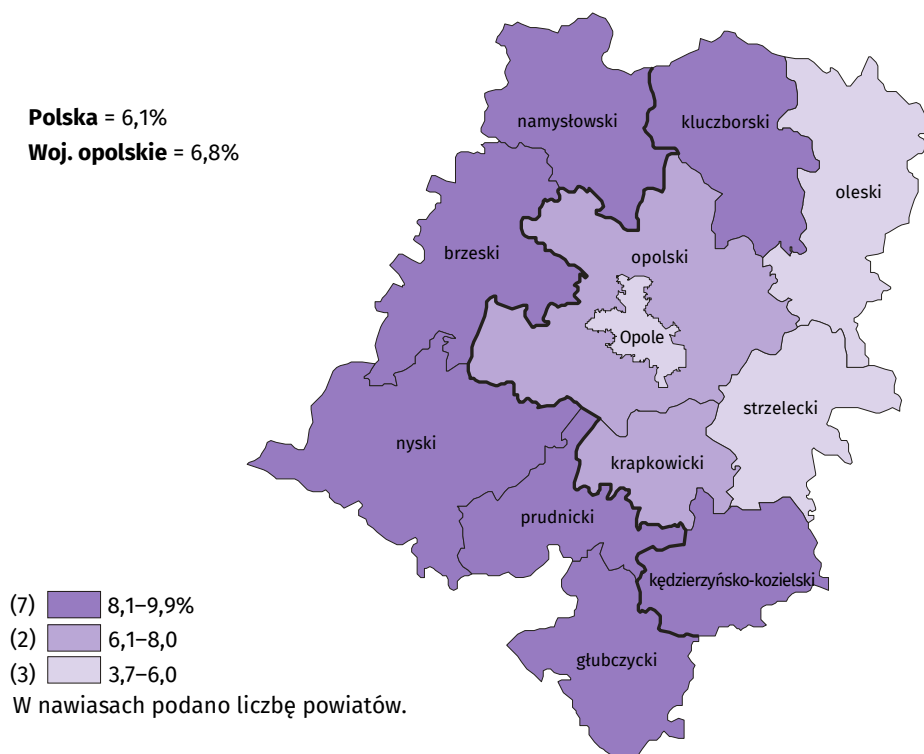 Polska = 6,1%
Woj. opolskie = 6,8%
namysłowski
kluczborski
oleski
brzeski
opolski
Opole
strzelecki
nyski
krapkowicki
prudnicki
kędzierzyńsko-kozielski
głubczycki
(7) 8,1–9,9%
(2) 6,1–8,0
(3) 3,7–6,0
W nawiasach podano liczbę powiatów.